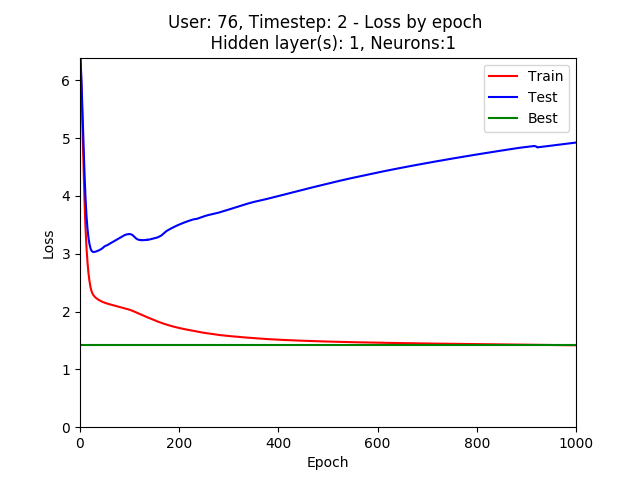 User: 76, Timestep: 2 - Loss by epoch
Hidden layer(s): 1, Neurons:1
Train
Test
Best
6
5
4
3
2
1
0
Loss
0 200 400 600 800 1000
Epoch